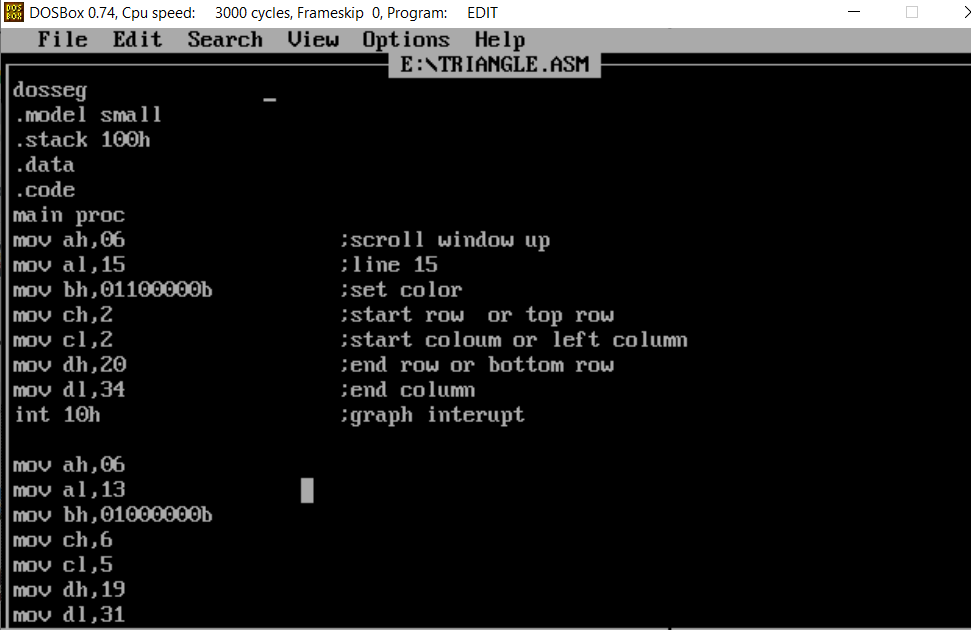 DOSBox 0.74, Cpu speed: 3000 cycles, Frameskip 0, Program: EDIT
File Edit Search View Options Help
E:\TRIANGLE.ASM
dosseg
.model small
.stack 100h
.data
.code
main proc
mov ah,06 ;scroll window up
mov al,15 ;line 15
mov bh,01100000b ;set color
mov ch,2 ;start row or top row
mov cl,2 ;start coloum or left column
mov dh,20 ;end row or bottom row
mov dl,34 ;end column
int 10h ;graph interupt
mov ah,06
mov al,13
mov bh,01000000b
mov ch,6
mov cl,5
mov dh,19
mov dl,31